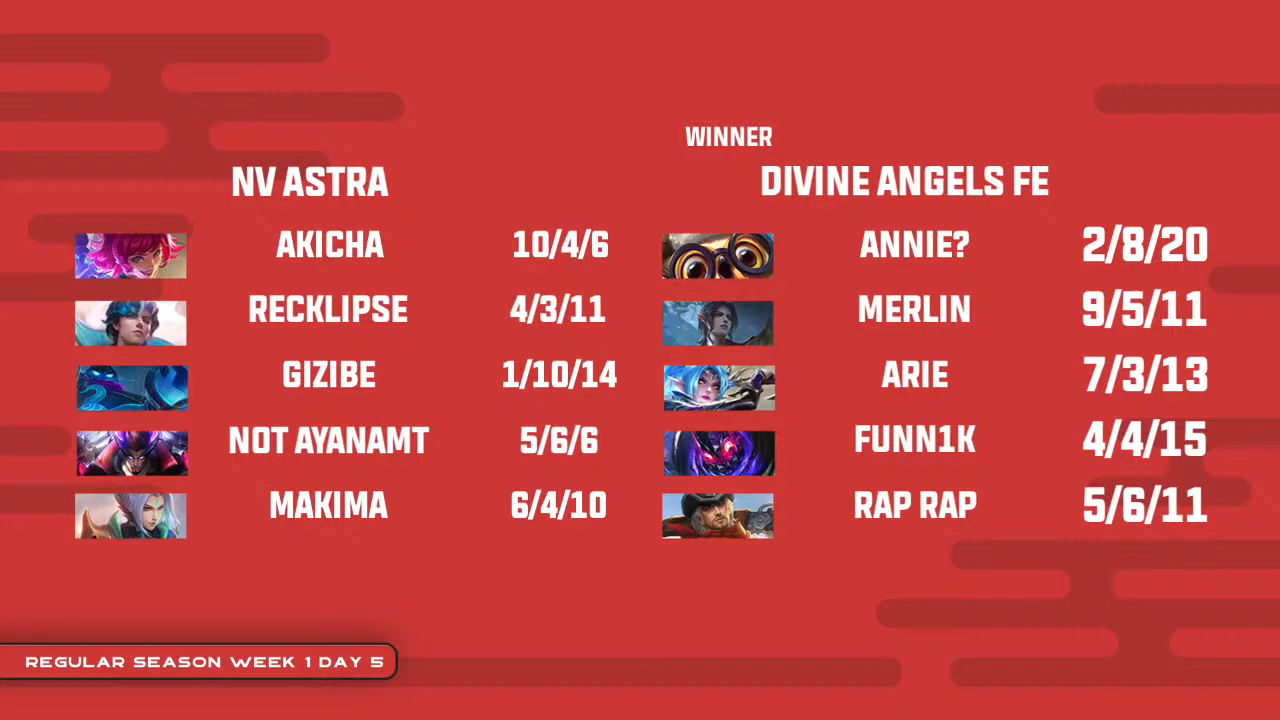 WINNER
NV ASTRA
DIVINE ANGELS FE
AKICHA 10/4/6
ANNIE? 2/8/20
RECKLIPSE 4/3/11
MERLIN 9/5/11
GIZIBE 1/10/14
ARIE 7/3/13
NOT AYANAMT 5/6/6
FUNN1K 4/4/15
MAKIMA 6/4/10
RAP RAP 5/6/11
REGULAR SEASON WEEK 1 DAY 5